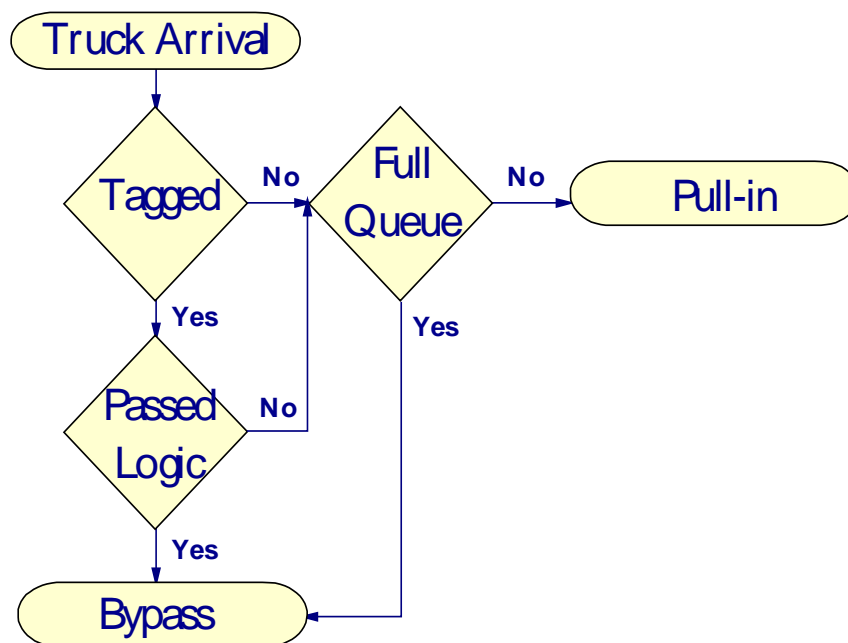 Truck Arrival
Tagged
No
Full
Queue
No
Pull-in
Yes
Yes
Passed
Logic
No
Yes
Bypass